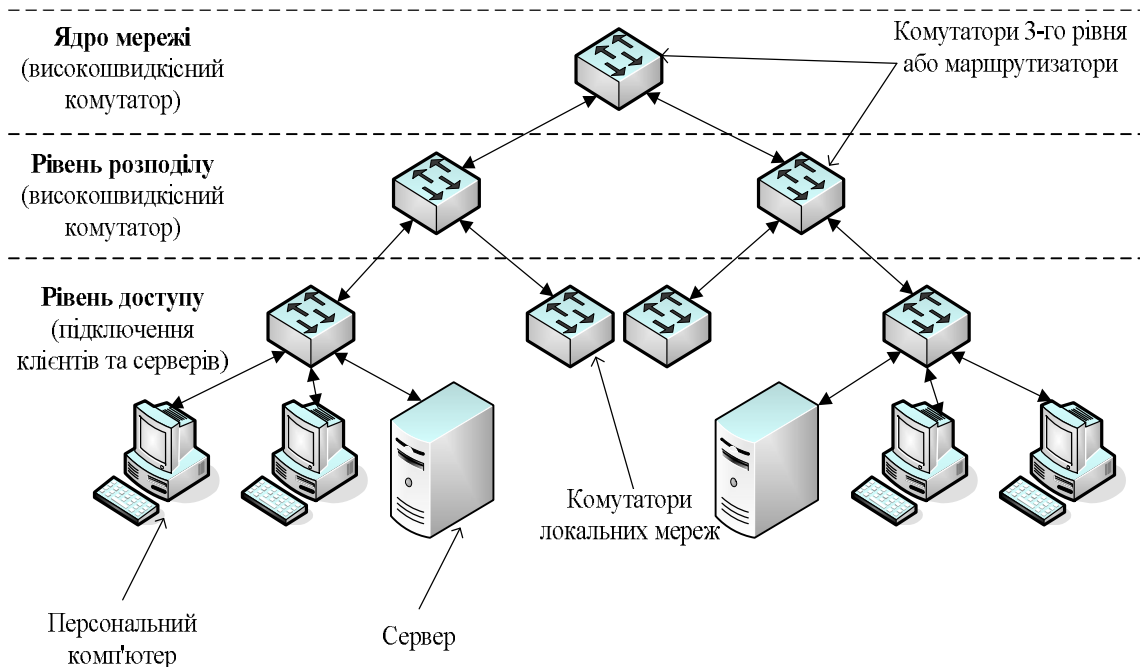 Ядро мережі
(високошвидкісний
комутатор)
Комутатори 3-го рівня
або маршрутизатори
Рівень розподілу
(високошвидкісний
комутатор)
Рівень доступу
(підключення
клієнтів та серверів)
Комутатори
локальних мереж
Персональний
комп'ютер
Сервер